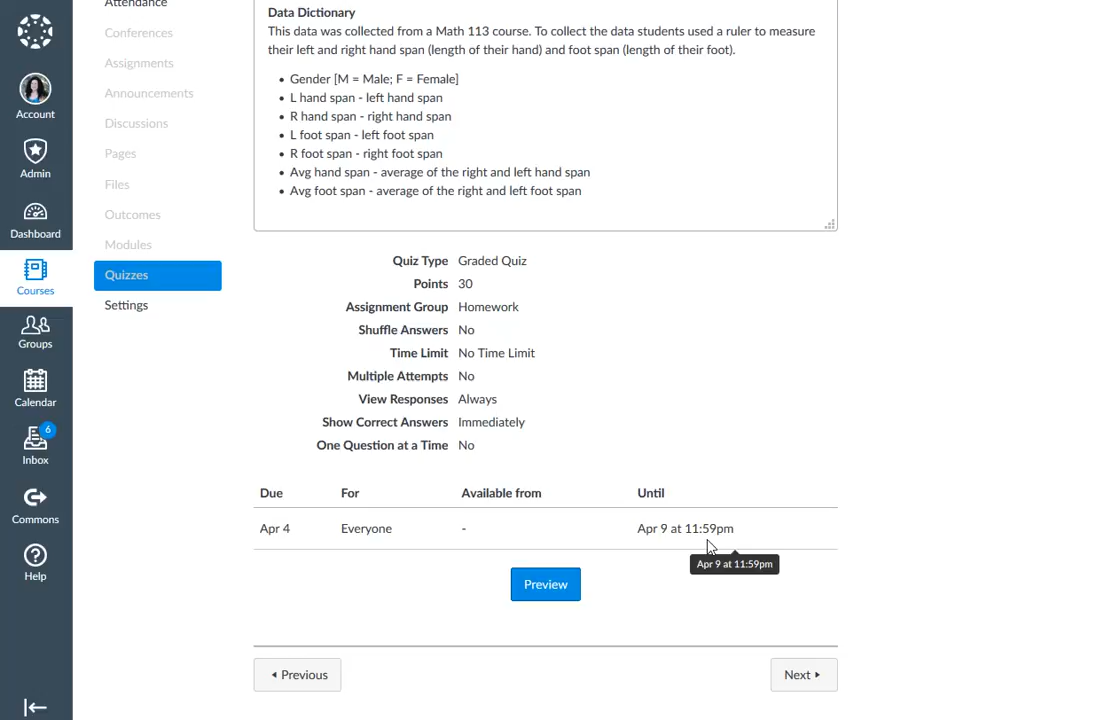 Attendance
Conferences
Assignments
Announcements
Discussions
Pages
Files
Outcomes
Modules
Quizzes
Settings
Account
Admin
Dashboard
Courses
Groups
Calendar
6
Inbox
Commons
Help
Data Dictionary
This data was collected from a Math 113 course. To collect the data students used a ruler to measure
their left and right hand span (length of their hand) and foot span (length of their foot).
• Gender [M = Male; F = Female]
• L hand span - left hand span
• R hand span - right hand span
• L foot span - left foot span
• R foot span - right foot span
• Avg hand span - average of the right and left hand span
• Avg foot span - average of the right and left foot span
Quiz Type Graded Quiz
Points 30
Assignment Group Homework
Shuffle Answers No
Time Limit No Time Limit
Multiple Attempts No
View Responses Always
Show Correct Answers Immediately
One Question at a Time No
Due For Available from Until
Apr 4 Everyone - Apr 9 at 11:59pm
Apr 9 at 11:59pm
Preview
Previous
Next